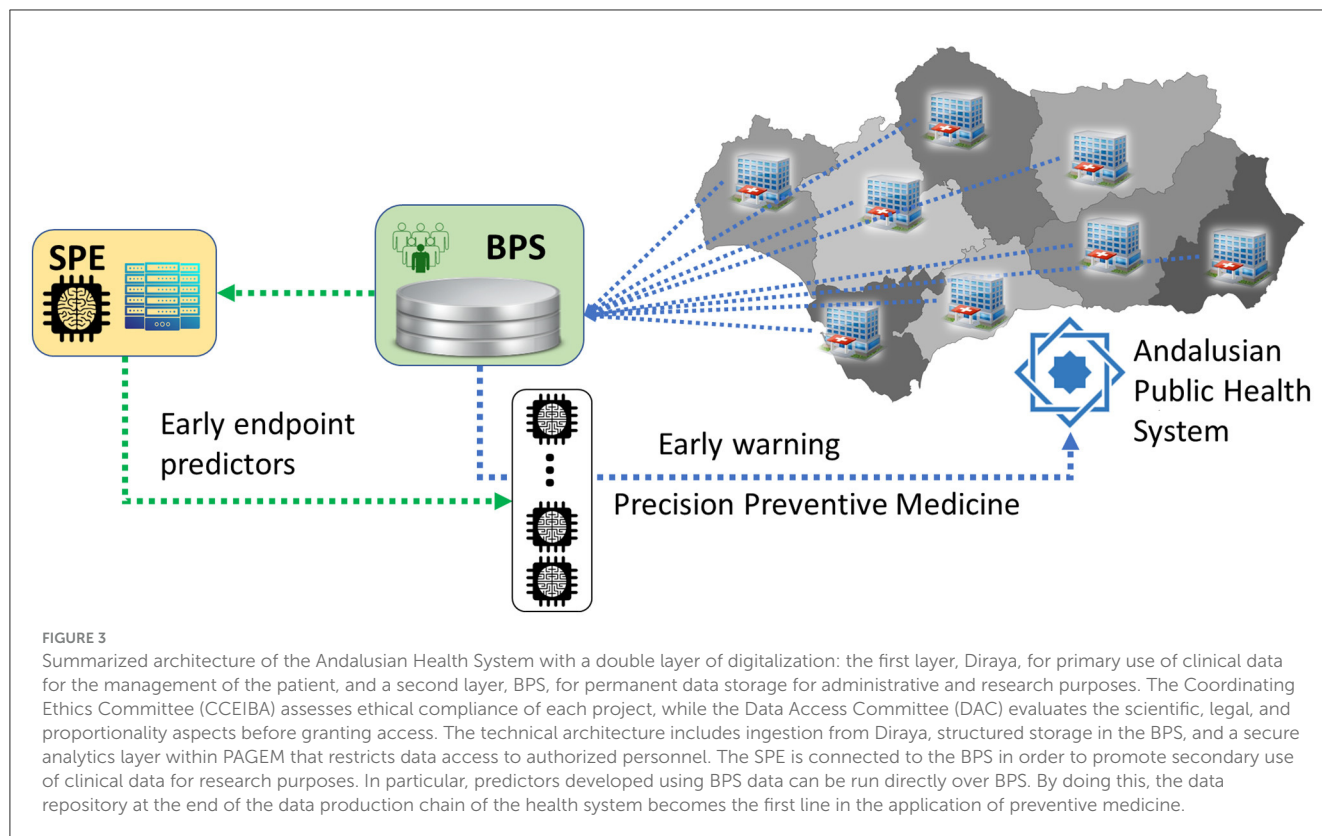 SPE
BPS
Early endpoint
predictors
Early warning
Precision Preventive Medicine
Andalusian
Public Health
System
FIGURE 3
Summarized architecture of the Andalusian Health System with a double layer of digitalization: the first layer, Diraya, for primary use of clinical data
for the management of the patient, and a second layer, BPS, for permanent data storage for administrative and research purposes. The Coordinating
Ethics Committee (CCEIBA) assesses ethical compliance of each project, while the Data Access Committee (DAC) evaluates the scientific, legal, and
proportionality aspects before granting access. The technical architecture includes ingestion from Diraya, structured storage in the BPS, and a secure
analytics layer within PAGEM that restricts data access to authorized personnel. The SPE is connected to the BPS in order to promote secondary use
of clinical data for research purposes. In particular, predictors developed using BPS data can be run directly over BPS. By doing this, the data
repository at the end of the data production chain of the health system becomes the first line in the application of preventive medicine.